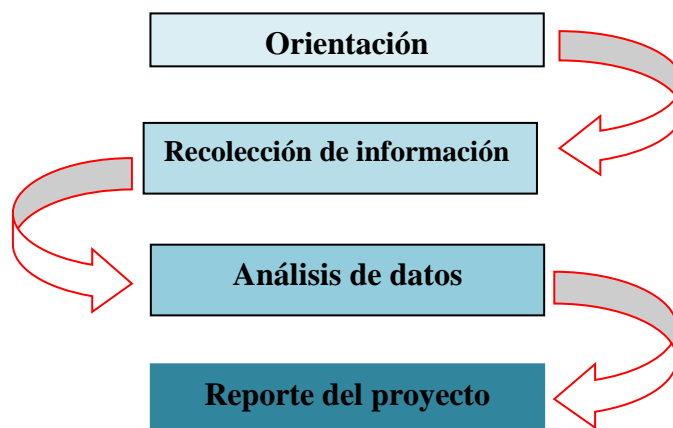 Orientación
Recolección de información
Análisis de datos
Reporte del proyecto